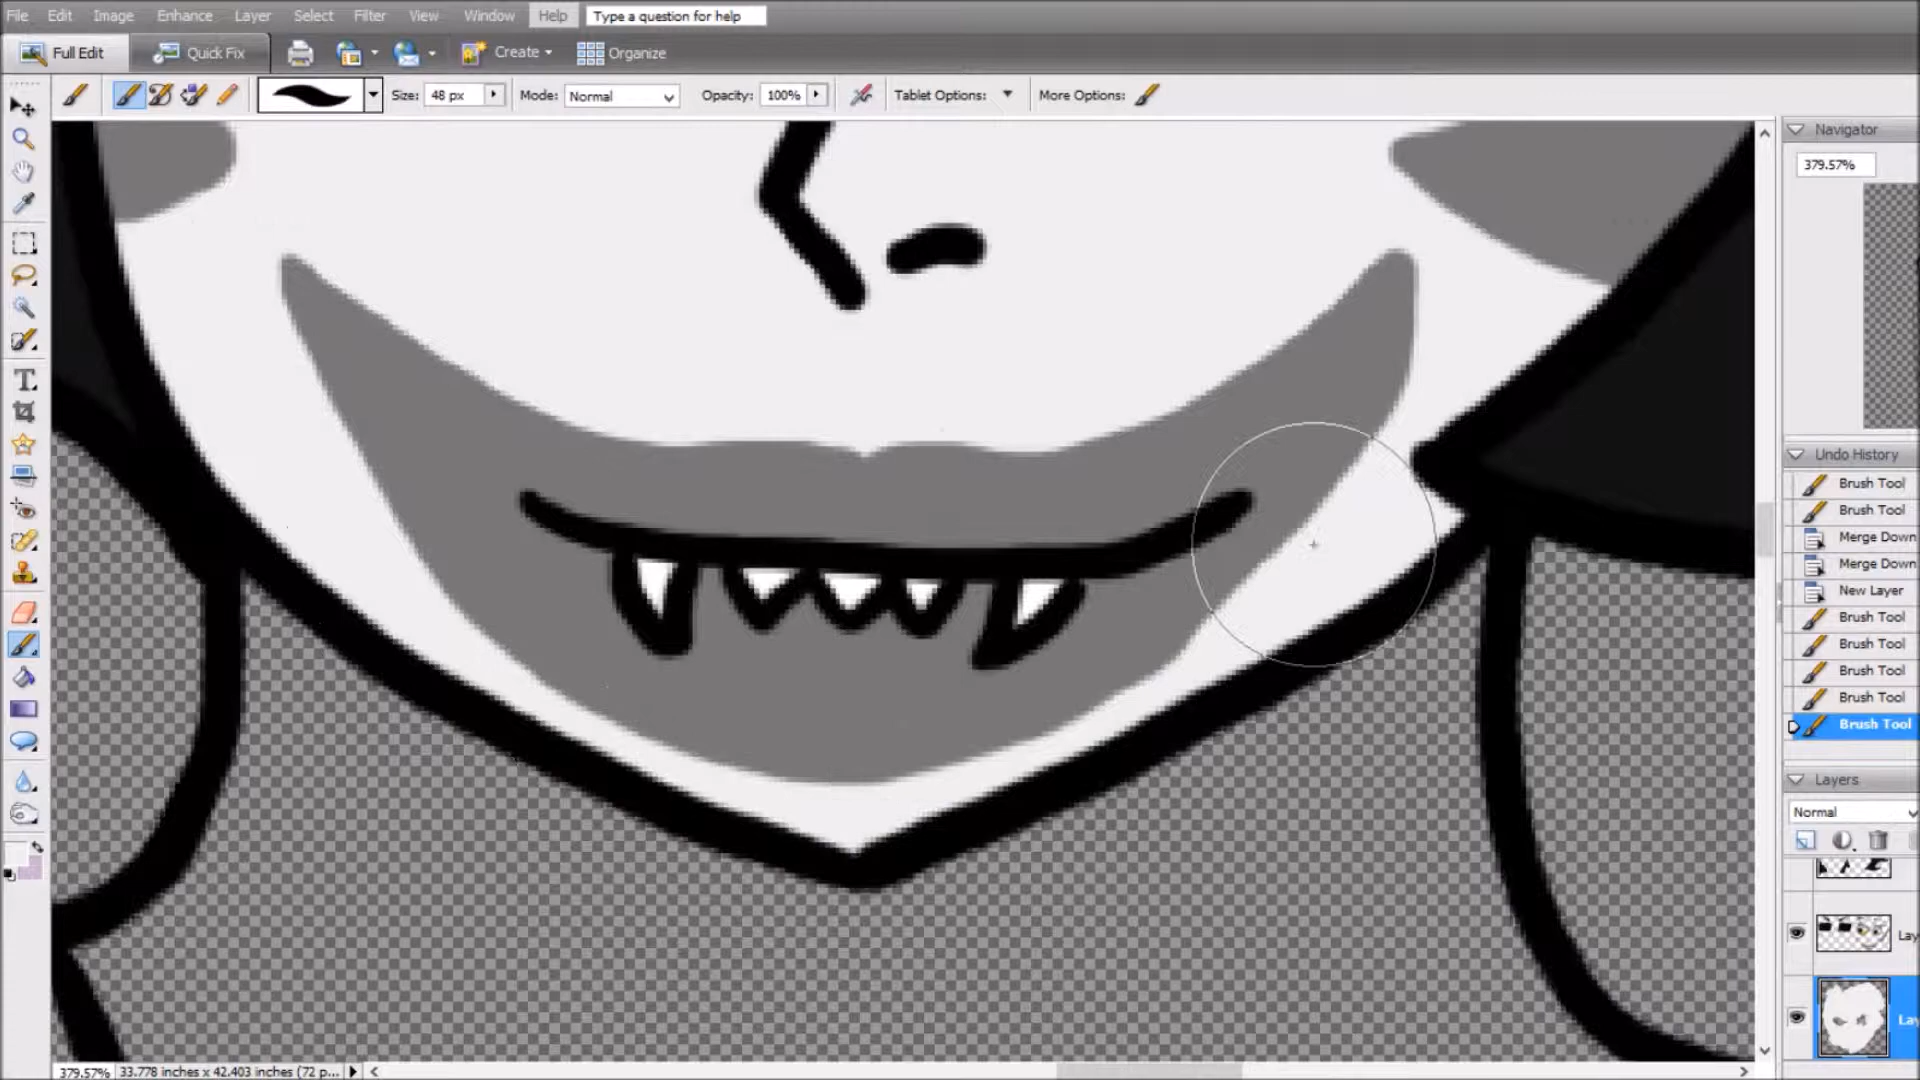 File Edit Image Enhance Layer Select Filter View Window Help Type a question for help
Full Edit Quick Fix Create Organize
Size: 48 px Mode: Normal Opacity: 100% Tablet Options: More Options:
Navigator
379.57%
Undo History
Brush Tool
Brush Tool
Merge Down
Merge Down
New Layer
Brush Tool
Brush Tool
Brush Tool
Brush Tool
Brush Tool
Layers
Normal
Lay
Lay
379.57% 33.778 inches x 42.403 inches (72 p...